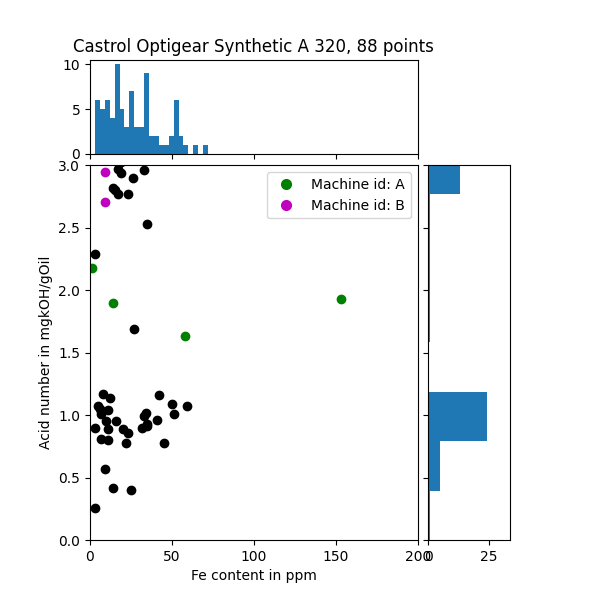 Castrol Optigear Synthetic A 320, 88 points
10
5
0
3.0
2.5
2.0
1.5
1.0
0.5
0.0
Acid number in mgkOH/gOil
Machine id: A
Machine id: B
0 50 100 150 200
0 25
Fe content in ppm